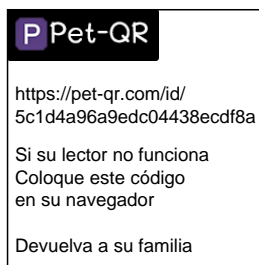 P Pet-QR
https://pet-qr.com/id/
5c1d4a96a9edc04438ecdf8a
Si su lector no funciona
Coloque este código
en su navegador
Devuelva a su familia